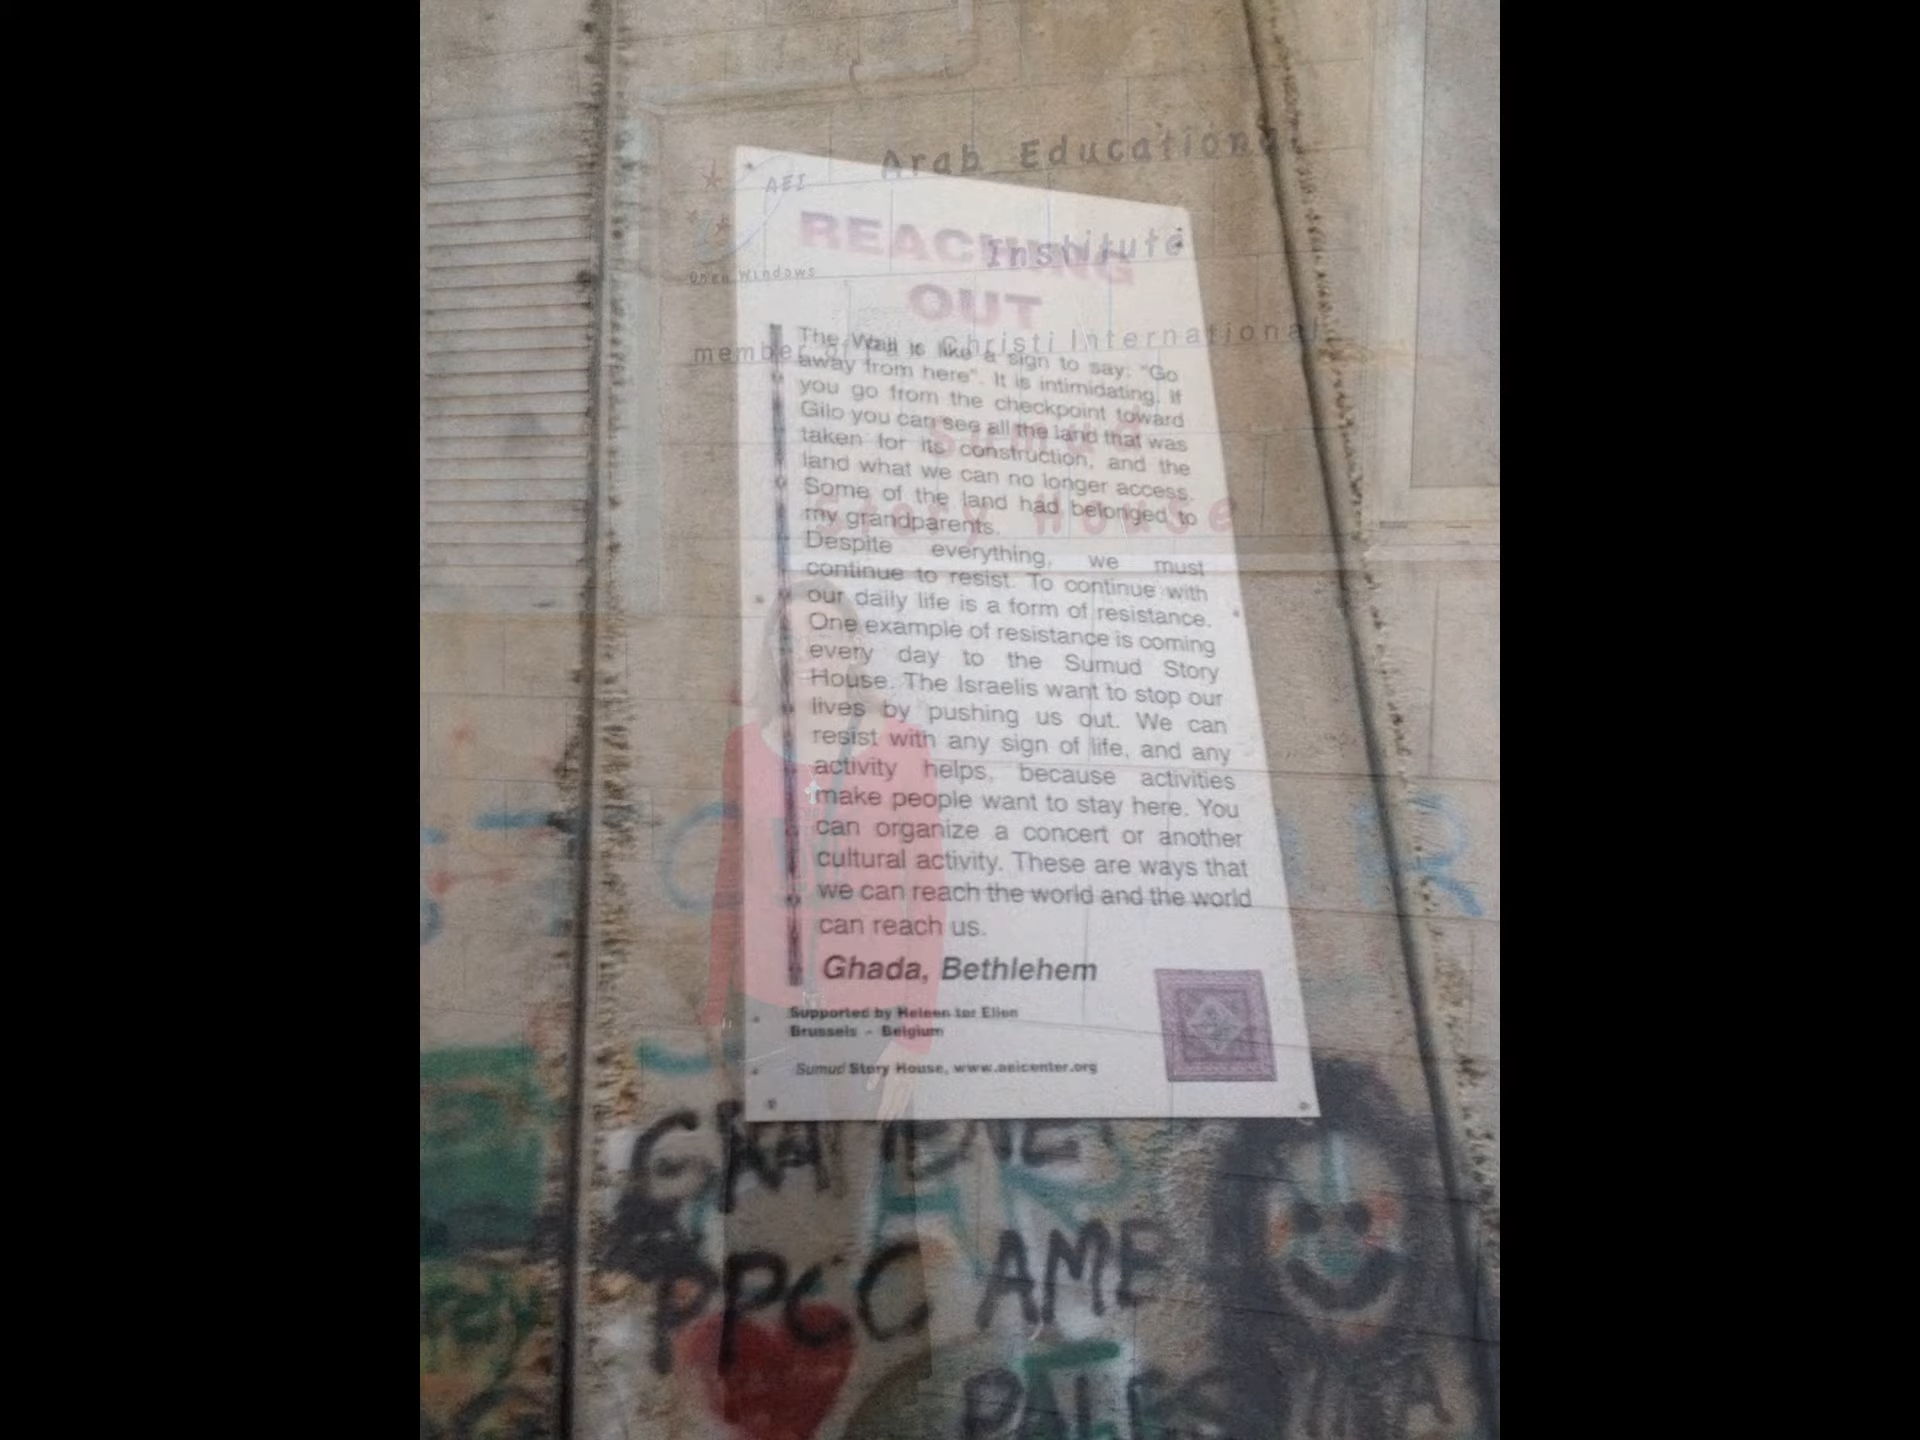 Arab Educational
AEI
Institute
Open Windows
member of Pax Christi International
Sumud
Story House
REACHING
OUT
The Wall is like a sign to say: "Go
away from here". It is intimidating. If
you go from the checkpoint toward
Gilo you can see all the land that was
taken for its construction, and the
land what we can no longer access.
Some of the land had belonged to
my grandparents.
Despite everything, we must
continue to resist. To continue with
our daily life is a form of resistance.
One example of resistance is coming
every day to the Sumud Story
House. The Israelis want to stop our
lives by pushing us out. We can
resist with any sign of life, and any
activity helps, because activities
make people want to stay here. You
can organize a concert or another
cultural activity. These are ways that
we can reach the world and the world
can reach us.
Ghada, Bethlehem
Supported by Heleen ter Ellen
Brussels - Belgium
Sumud Story House, www.aeicenter.org
AME